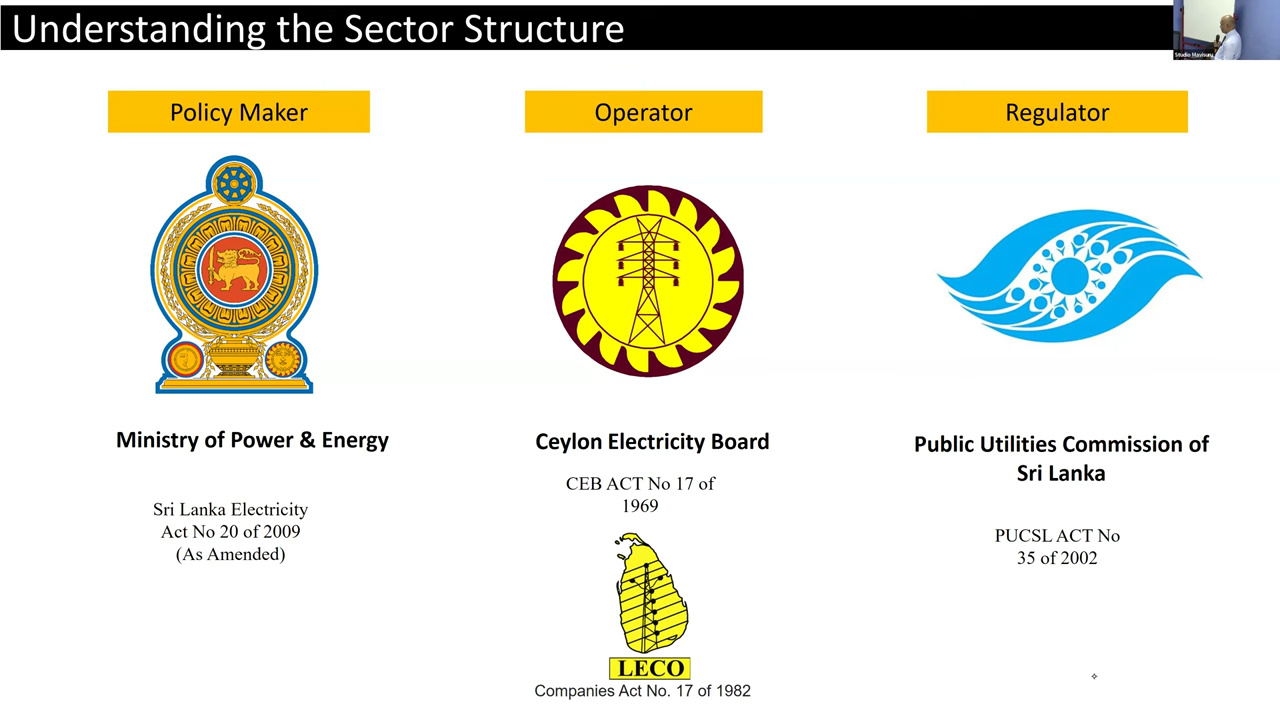 Understanding the Sector Structure
Studio Mavisuru
Policy Maker
Operator
Regulator
Ministry of Power & Energy
Sri Lanka Electricity
Act No 20 of 2009
(As Amended)
Ceylon Electricity Board
CEB ACT No 17 of
1969
LECO
Companies Act No. 17 of 1982
Public Utilities Commission of
Sri Lanka
PUCSL ACT No
35 of 2002